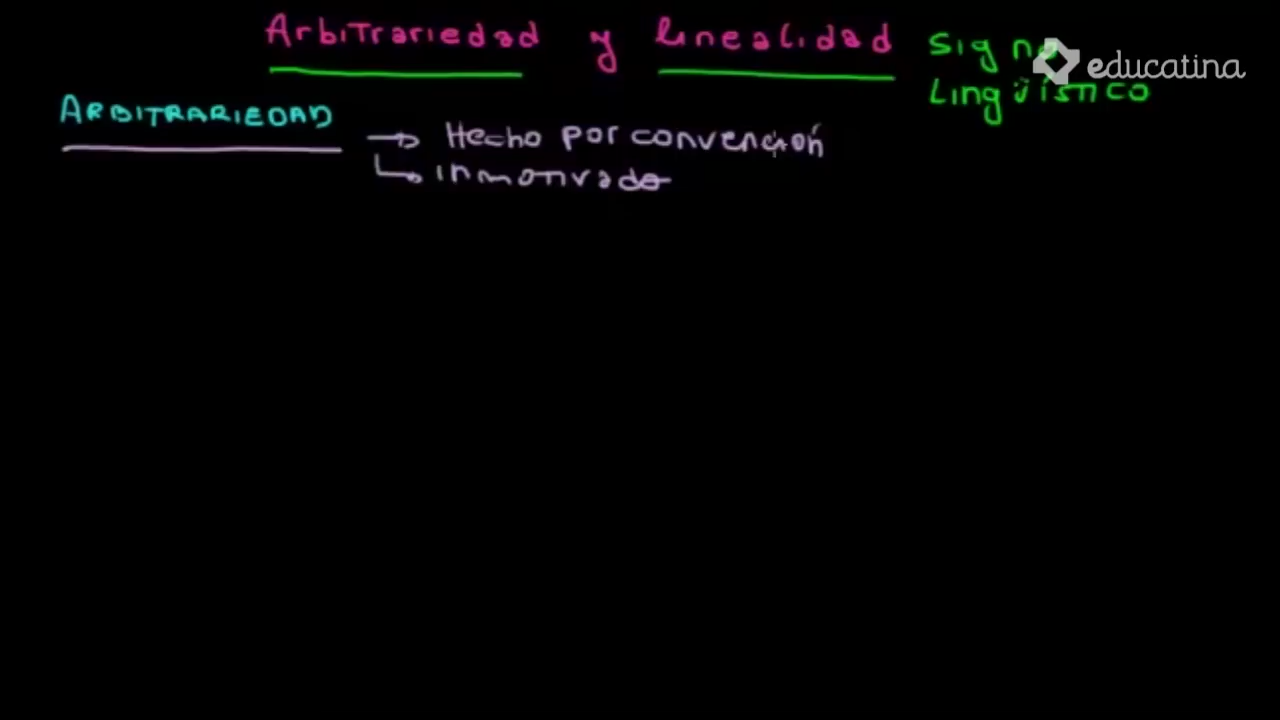 Arbitrariedad y linealidad Signo
Lingüístico
educatina
ARBITRARIEDAD
→ Hecho por convención
↳ inmotivado